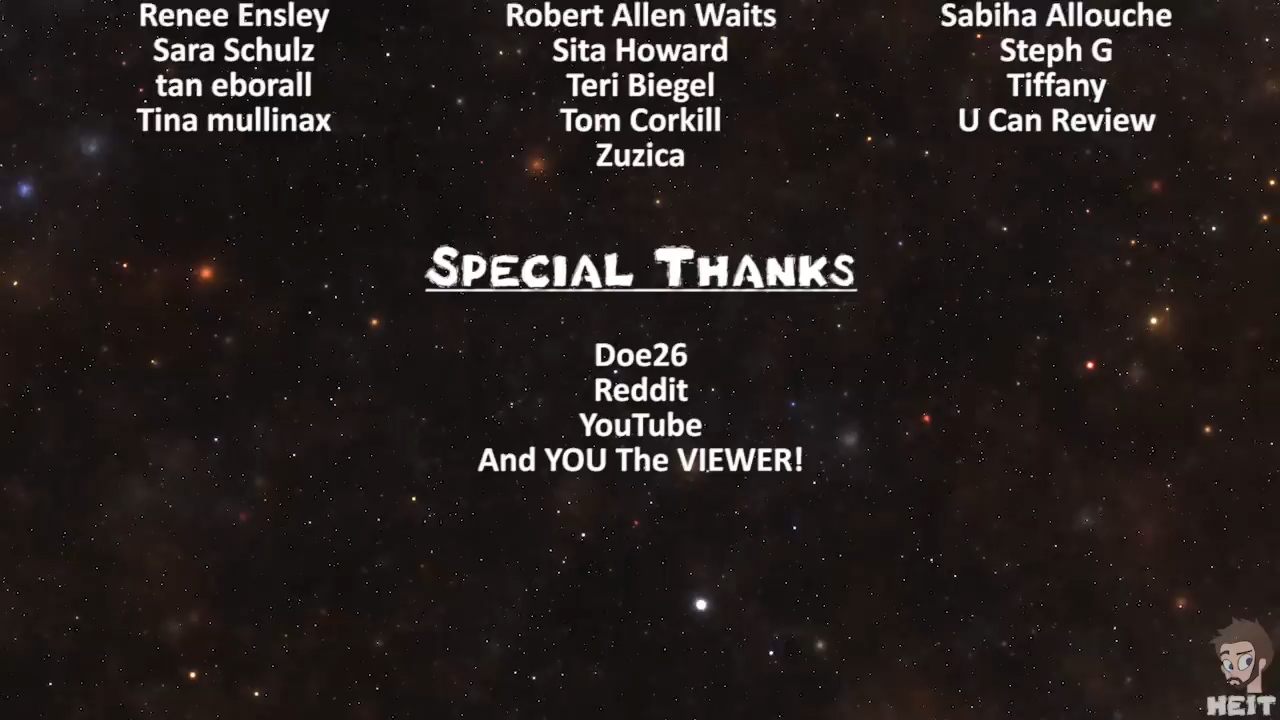 Renee Ensley Robert Allen Waits Sabiha Allouche
Sara Schulz Sita Howard Steph G
tan eborall Teri Biegel Tiffany
Tina mullinax Tom Corkill U Can Review
Zuzica
SPECIAL THANKS
Doe26
Reddit
YouTube
And YOU The VIEWER!
HEIT